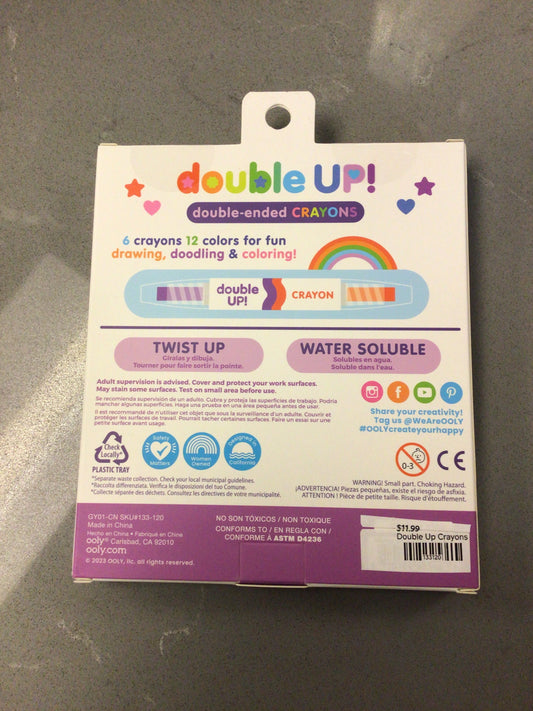 double UP!
double-ended CRAYONS
6 crayons 12 colors for fun
drawing, doodling & coloring!
double
UP!
CRAYON
TWIST UP
Gíralas y dibuja.
Tourner pour faire sortir la pointe.
WATER SOLUBLE
Solubles en agua.
Soluble dans l'eau.
Adult supervision is advised. Cover and protect your work surfaces.
May stain some surfaces. Test on small area before use.
Se recomienda supervisión de un adulto. Cubra y proteja las superficies de trabajo. Podría
manchar algunas superficies. Haga una prueba en una área pequeña antes de usar.
Il est recommandé de n'utiliser cet objet que sous la surveillance d'un adulte. Couvrir et
protéger les surfaces de travail. Pourrait tacher certaines surfaces. Faire un essai sur une
petite surface avant usage.
Share your creativity!
Tag us @WeAreOOLY
#OOLYcreateyourhappy
Check
Locally*
PLASTIC TRAY
Safety
Matters
Women
Owned
Designed in
California
0-3
CE
*Separate waste collection. Check your local municipal guidelines.
*Raccolta differenziata. Verifica le disposizioni del tuo Comune.
*Collecte séparée des déchets. Consultez les directives de votre municipalité.
WARNING! Small part. Choking Hazard.
¡ADVERTENCIA! Piezas pequeñas, existe el riesgo de asfixia.
ATTENTION ! Pièce de petite taille. Risque d'étouffement.
GY01-CN SKU#133-120
Made in China
Hecho en China • Fabriqué en Chine
ooly® Carlsbad, CA 92010
ooly.com
© 2023 OOLY, llc. all rights reserved.
NO SON TÓXICOS / NON TOXIQUE
CONFORMS TO / EN REGLA CON /
CONFORME À ASTM D4236
$11.99
Double Up Crayons
133120